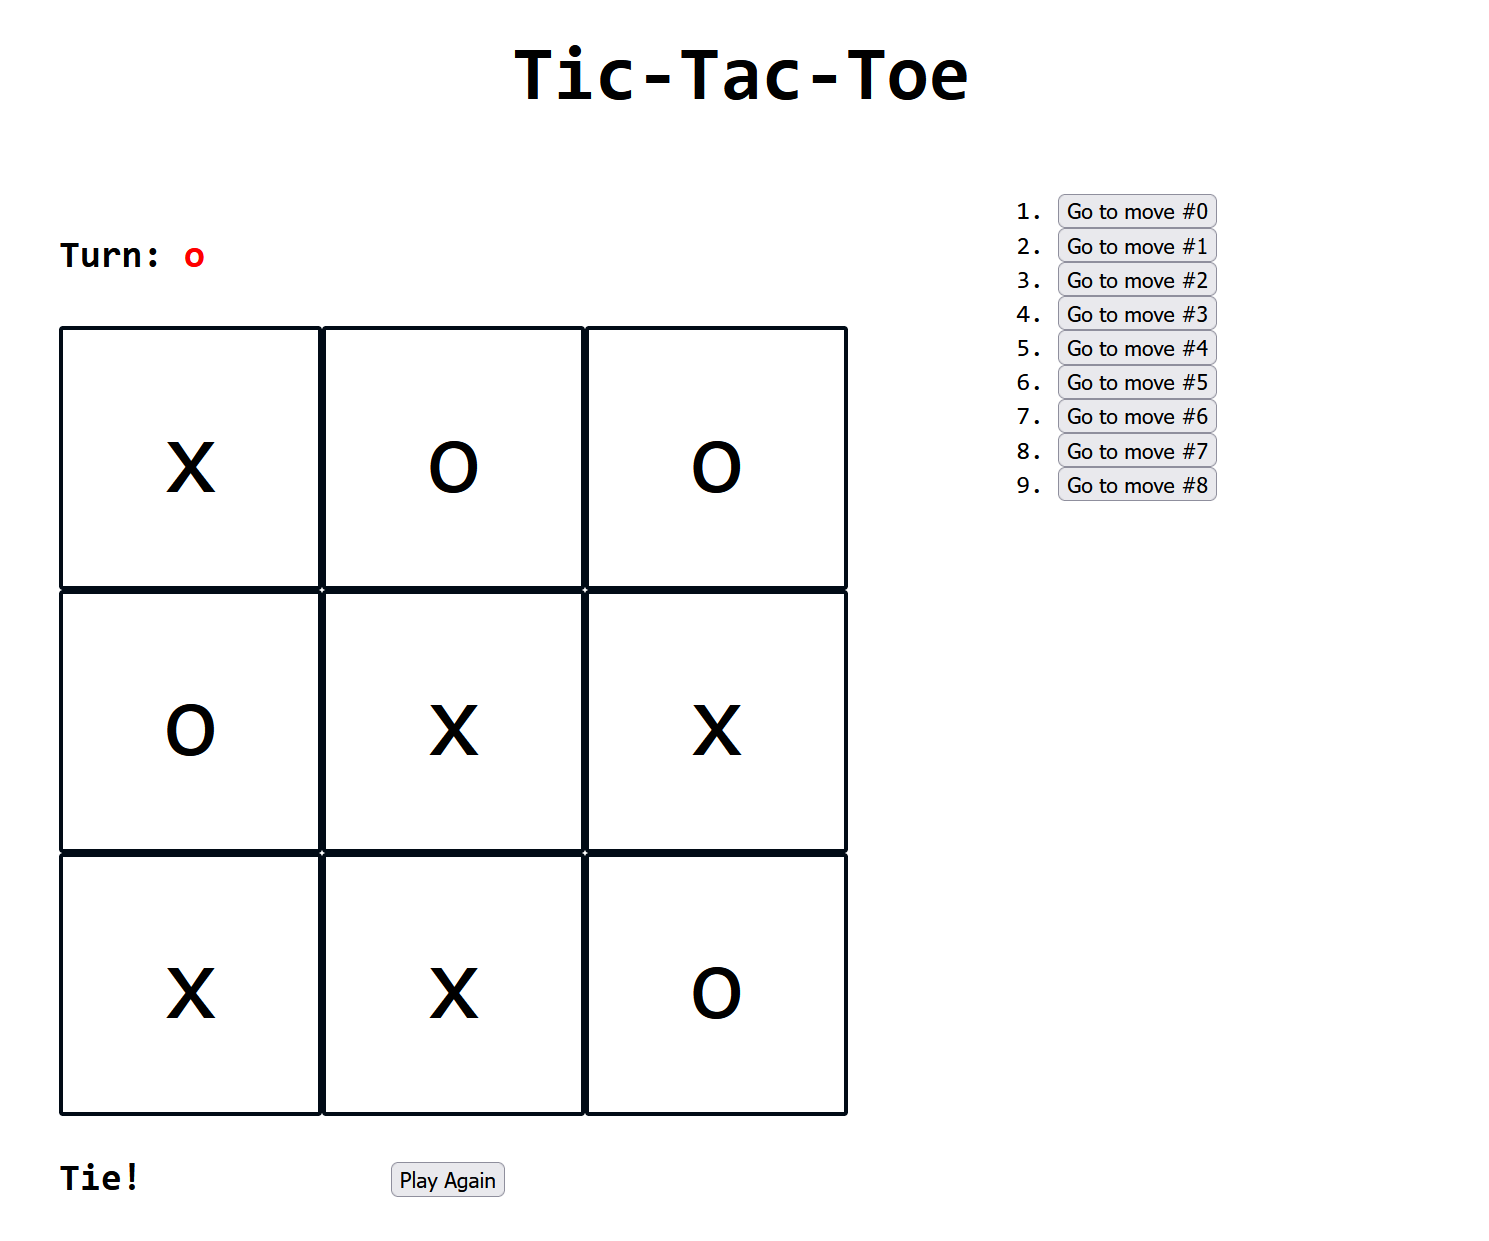 Tic-Tac-Toe
Turn: o
x o o
o x x
x x o
Tie!
Play Again
1. Go to move #0
2. Go to move #1
3. Go to move #2
4. Go to move #3
5. Go to move #4
6. Go to move #5
7. Go to move #6
8. Go to move #7
9. Go to move #8